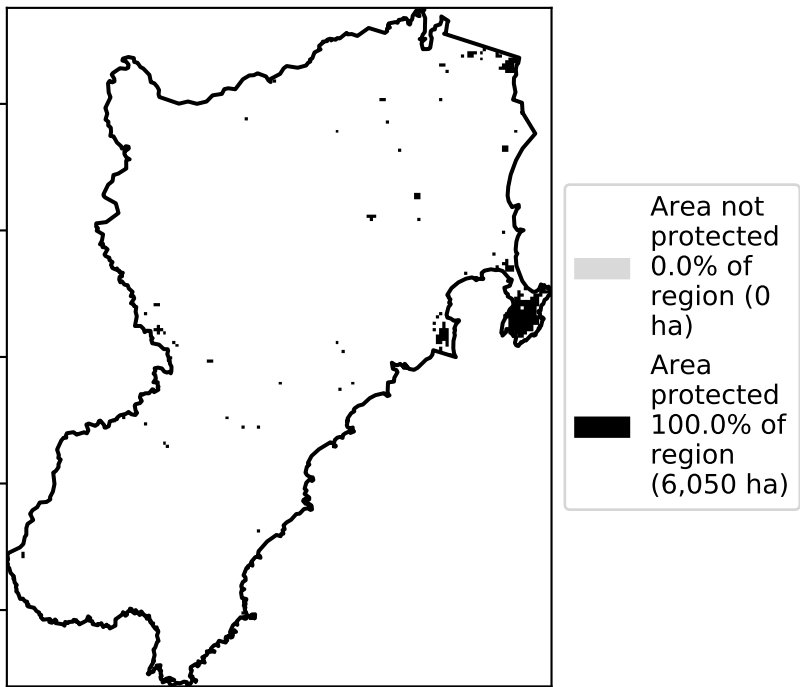 Area not
protected
0.0% of
region (0
ha)
Area
protected
100.0% of
region
(6,050 ha)